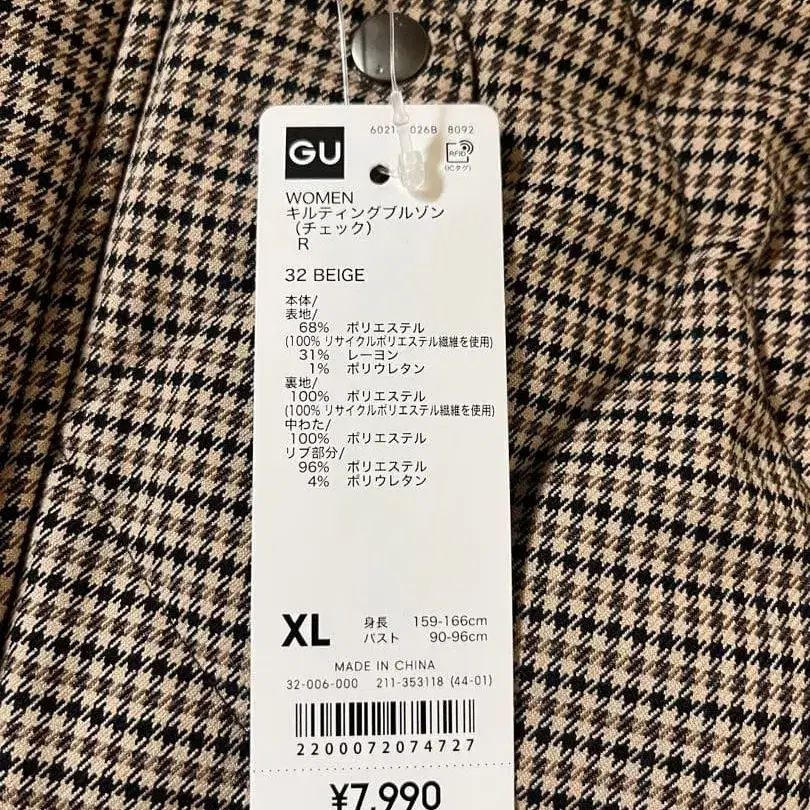 GU
6021 026B 8092
RFID
(ICタグ)
WOMEN
キルティングブルゾン
(チェック)
R
32 BEIGE
本体/
表地/
68% ポリエステル
(100% リサイクルポリエステル繊維を使用)
31% レーヨン
1% ポリウレタン
裏地/
100% ポリエステル
(100% リサイクルポリエステル繊維を使用)
中わた/
100% ポリエステル
リブ部分/
96% ポリエステル
4% ポリウレタン
XL
身長 159-166cm
バスト 90-96cm
MADE IN CHINA
32-006-000 211-353118 (44-01)
2200072074727
¥7,990